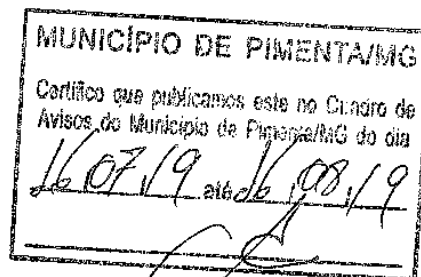 MUNICÍPIO DE PIMENTA/MG
Certifico que publicamos este no Quadro de
Avisos do Município de Pimenta/MG do dia
16/07/19 até 16/08/19